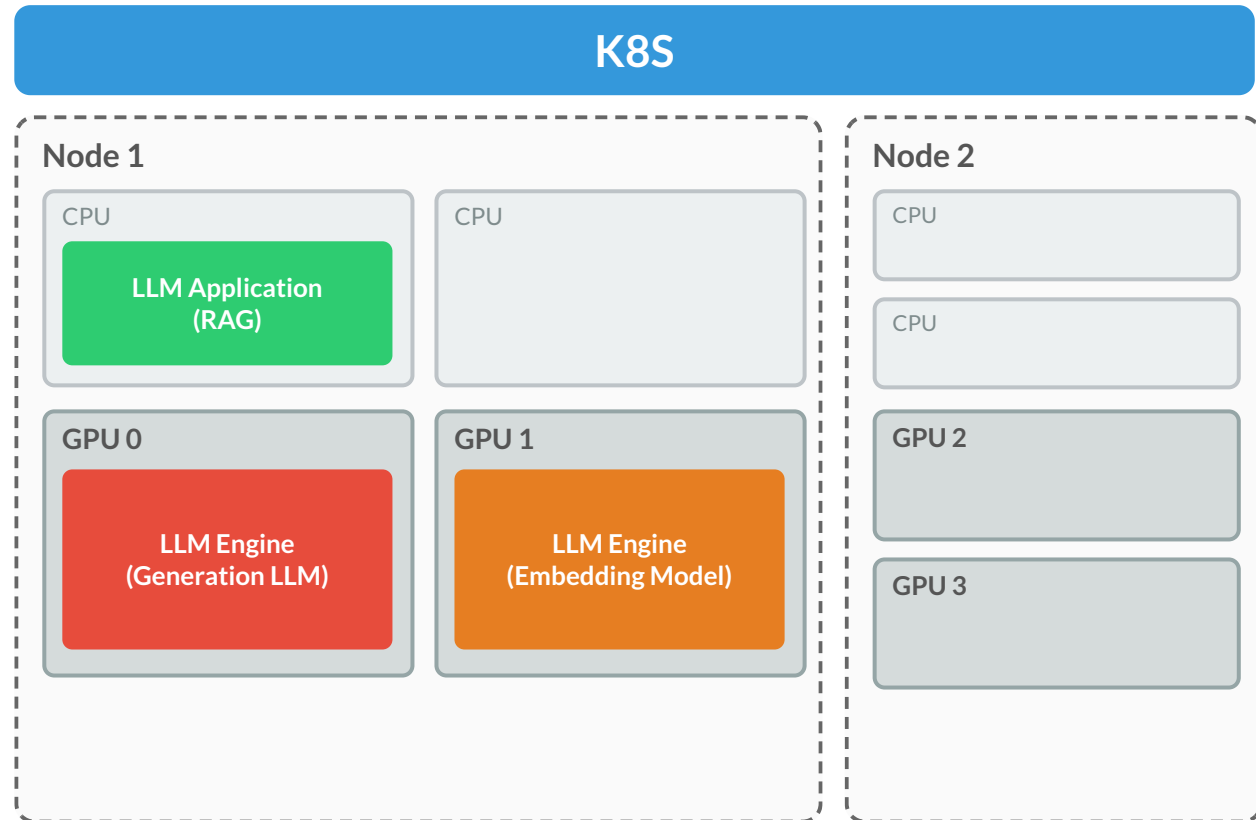 K8S
Node 1
CPU
LLM Application
(RAG)
CPU
GPU 0
LLM Engine
(Generation LLM)
GPU 1
LLM Engine
(Embedding Model)
Node 2
CPU
CPU
GPU 2
GPU 3